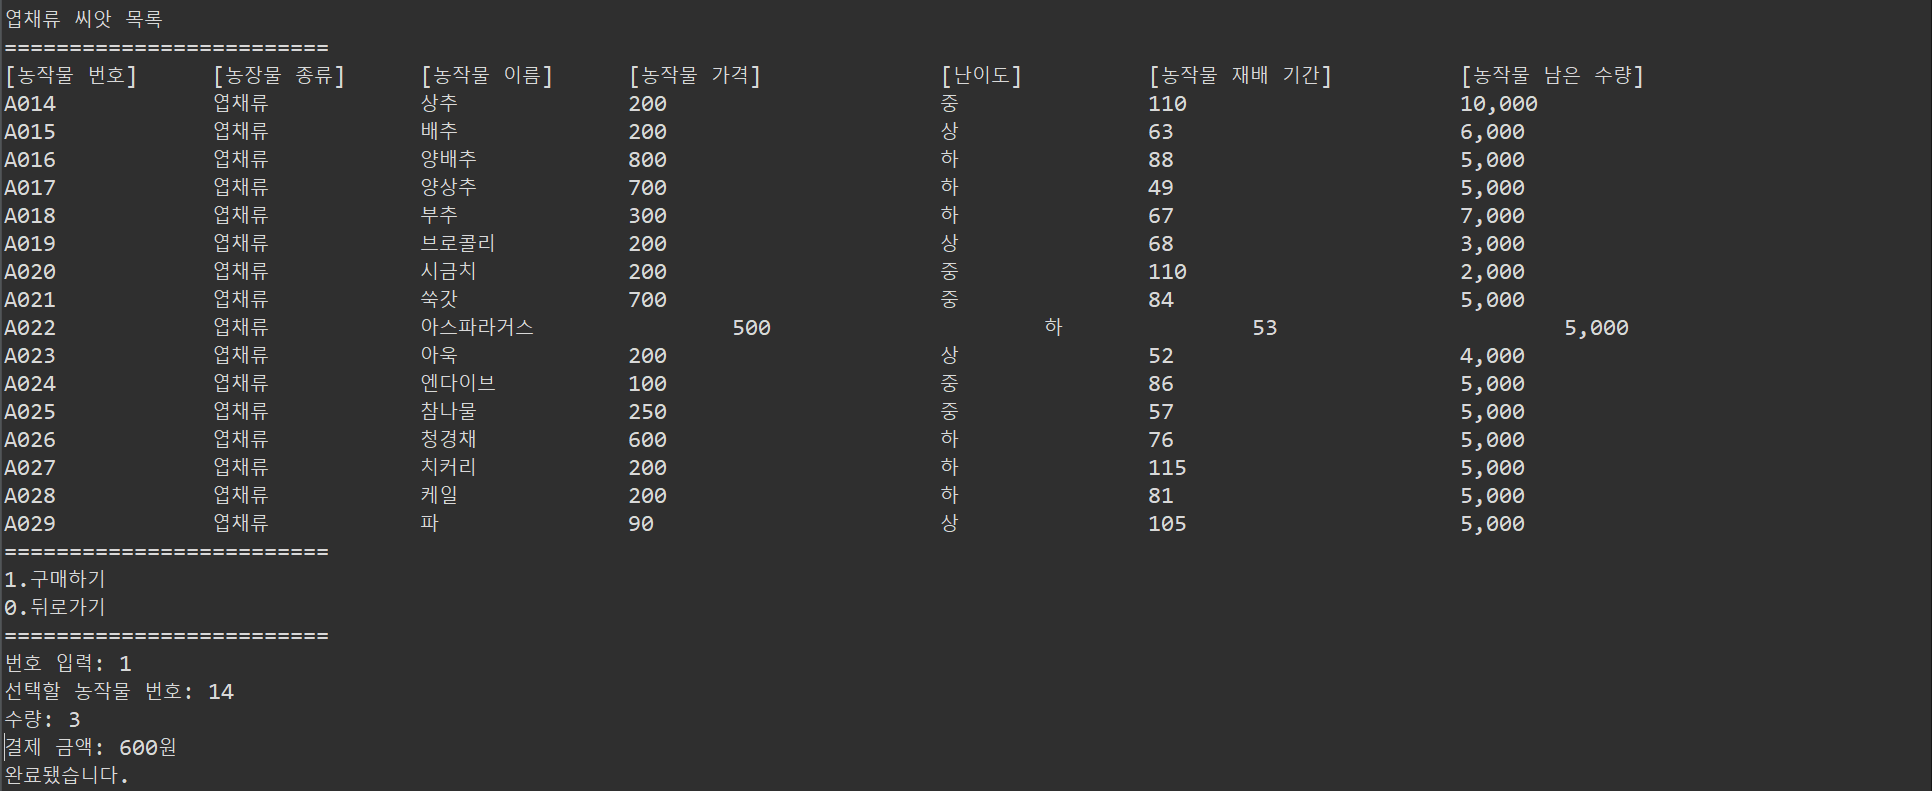 엽채류 씨앗 목록
=========================
[농작물 번호] [농장물 종류] [농작물 이름] [농작물 가격] [난이도] [농작물 재배 기간] [농작물 남은 수량]
A014 엽채류 상추 200 중 110 10,000
A015 엽채류 배추 200 상 63 6,000
A016 엽채류 양배추 800 하 88 5,000
A017 엽채류 양상추 700 하 49 5,000
A018 엽채류 부추 300 하 67 7,000
A019 엽채류 브로콜리 200 상 68 3,000
A020 엽채류 시금치 200 중 110 2,000
A021 엽채류 쑥갓 700 중 84 5,000
A022 엽채류 아스파라거스 500 하 53 5,000
A023 엽채류 아욱 200 상 52 4,000
A024 엽채류 엔다이브 100 중 86 5,000
A025 엽채류 참나물 250 중 57 5,000
A026 엽채류 청경채 600 하 76 5,000
A027 엽채류 치커리 200 하 115 5,000
A028 엽채류 케일 200 하 81 5,000
A029 엽채류 파 90 상 105 5,000
=========================
1.구매하기
0.뒤로가기
=========================
번호 입력: 1
선택할 농작물 번호: 14
수량: 3
결제 금액: 600원
완료됐습니다.